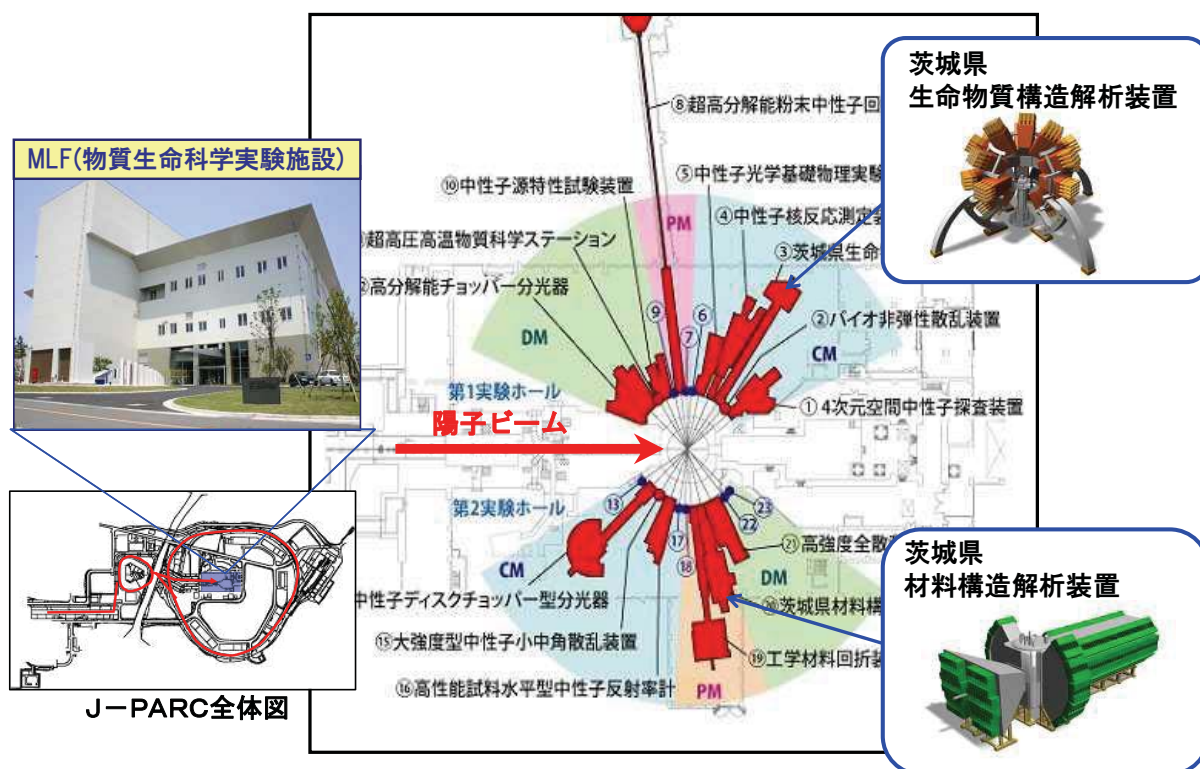 茨城県
生命物質構造解析装置
MLF(物質生命科学実験施設)
⑧超高分解能粉末中性子回
⑤中性子光学基礎物理実験
⑩中性子源特性試験装置
④中性子核反応測定装
PM
超高圧高温物質科学ステーション
③茨城県生命
高分解能チョッパー分光器
⑨
⑥
⑦
②バイオ非弾性散乱装置
DM
CM
第1実験ホール
①4次元空間中性子探査装置
陽子ビーム
第2実験ホール
⑬
㉓
㉒
⑰
⑱
㉑高強度全散
CM
DM
中性子ディスクチョッパー型分光器
茨城県材料構
⑮大強度型中性子小中角散乱装置
⑲工学材料回折装
⑯高性能試料水平型中性子反射率計
PM
茨城県
材料構造解析装置
J－PARC全体図